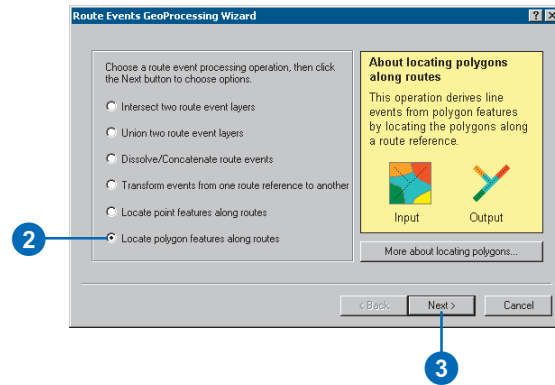 Route Events GeoProcessing Wizard
Choose a route event processing operation, then click
the Next button to choose options.
Intersect two route event layers
Union two route event layers
Dissolve/Concatenate route events
Transform events from one route reference to another
Locate point features along routes
2
Locate polygon features along routes
About locating polygons
along routes
This operation derives line
events from polygon features
by locating the polygons along
a route reference.
Input
Output
More about locating polygons...
< Back
Next >
Cancel
3